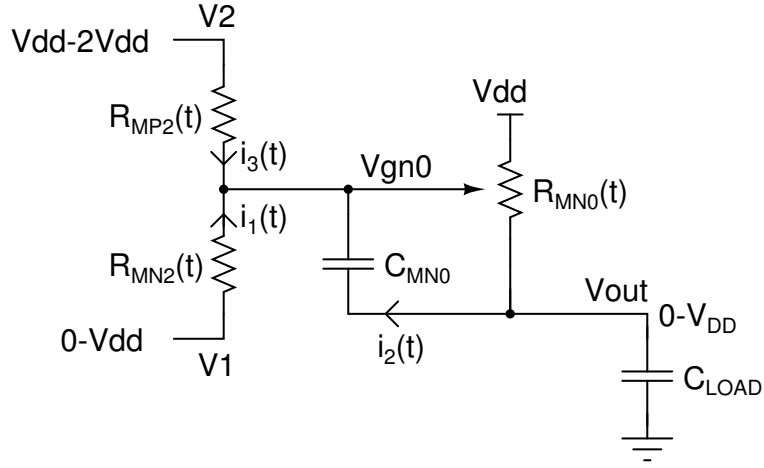 V2
Vdd-2Vdd
Vdd
R_MP2(t)
i_3(t)
Vgn0
R_MN0(t)
i_1(t)
R_MN2(t)
C_MN0
Vout
0-V_DD
0-Vdd
V1
i_2(t)
C_LOAD